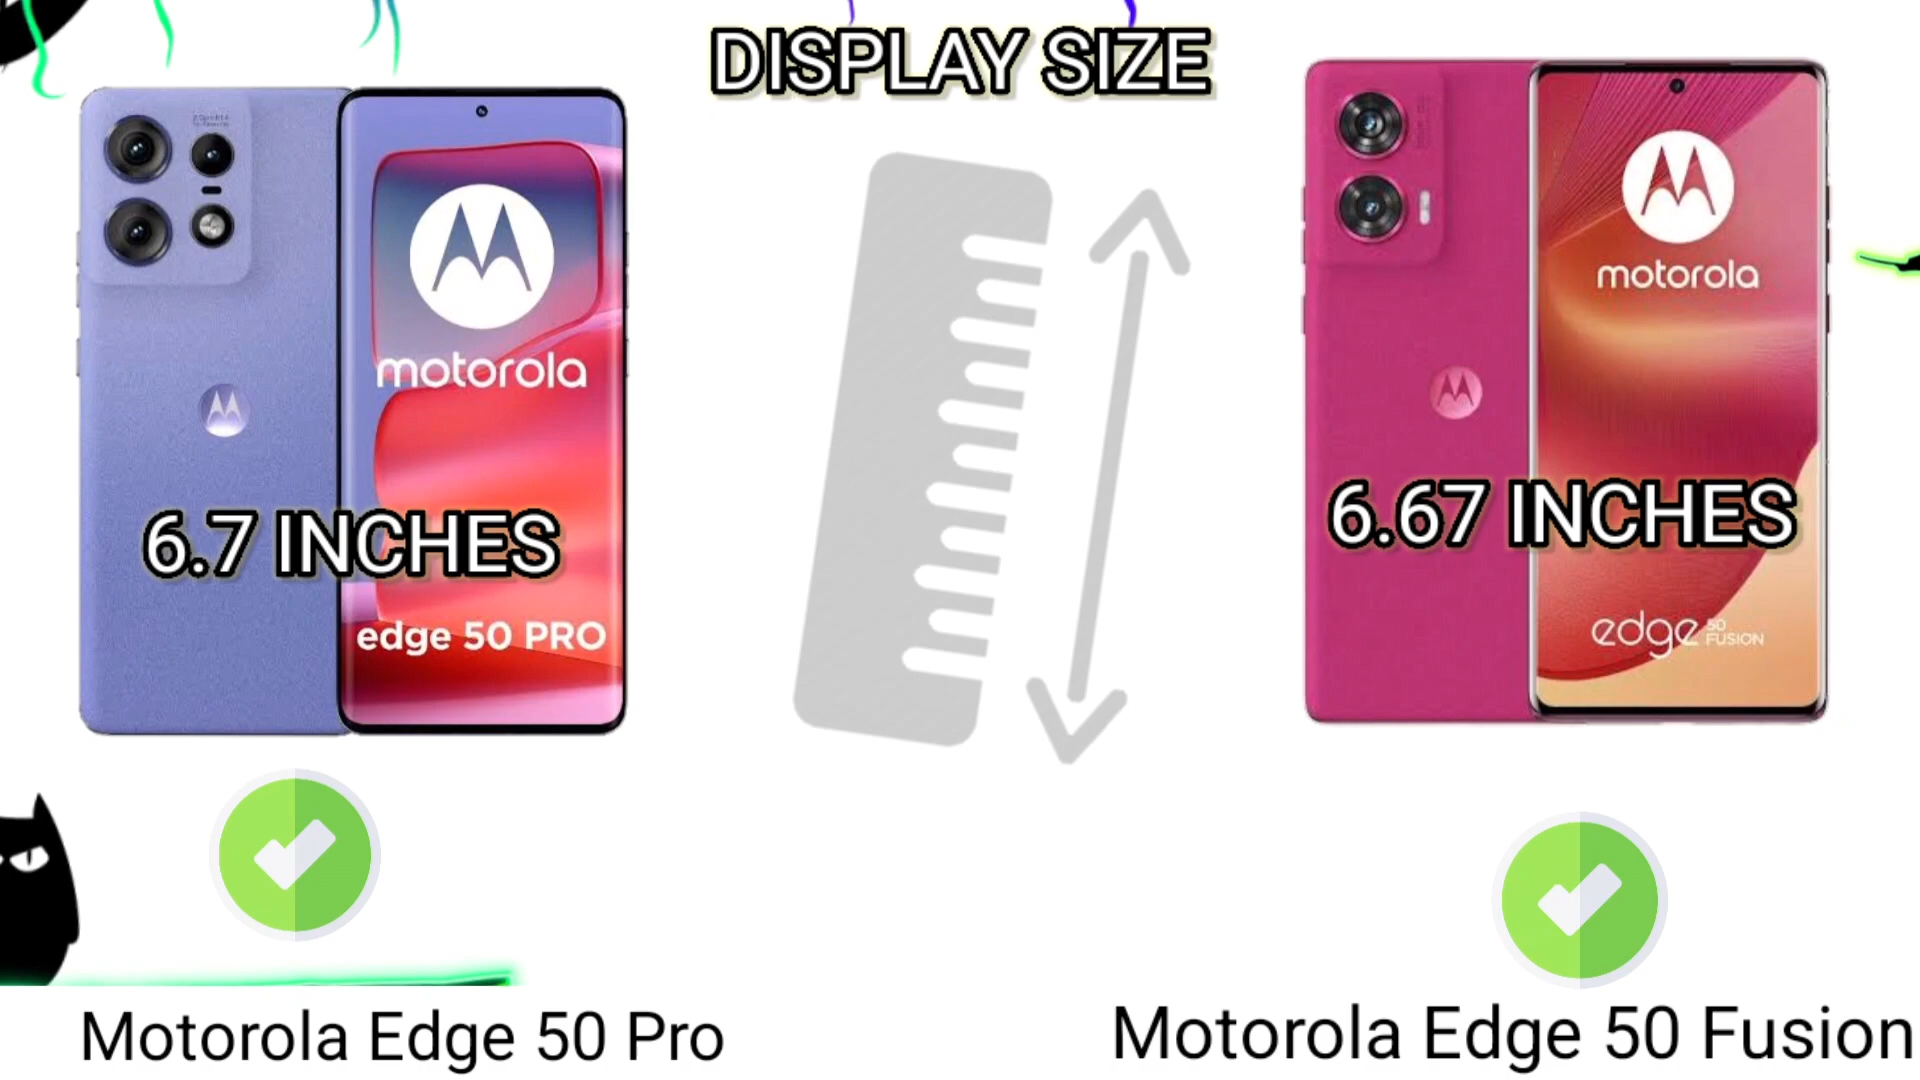 DISPLAY SIZE
motorola
6.7 INCHES
edge 50 PRO
motorola
6.67 INCHES
edge 50 FUSION
Motorola Edge 50 Pro
Motorola Edge 50 Fusion